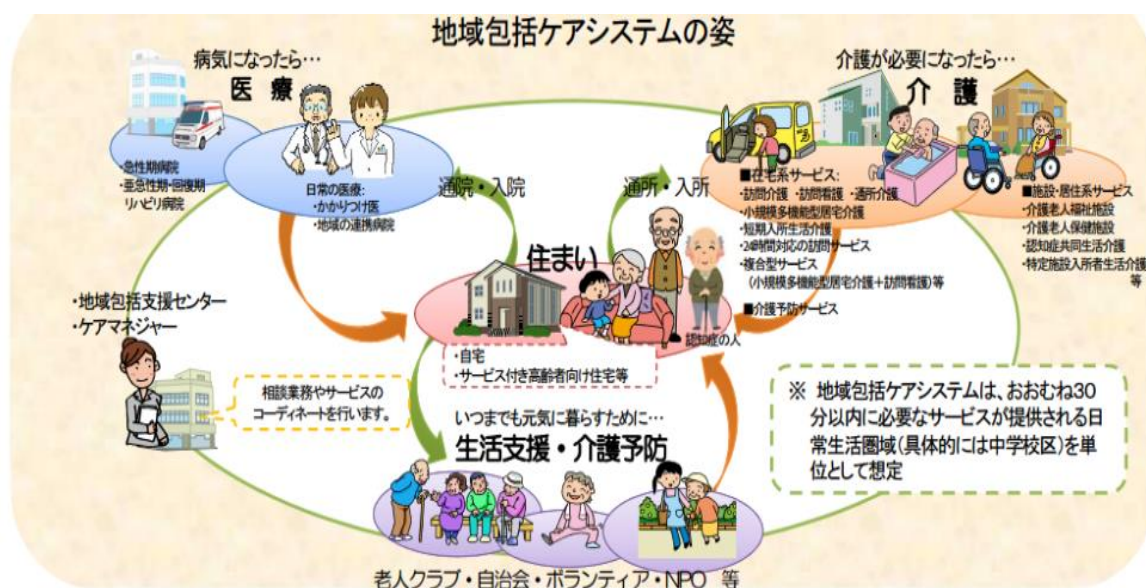 地域包括ケアシステムの姿
病気になったら…
医 療
・急性期病院
・亜急性期・回復期
リハビリ病院
日常の医療:
・かかりつけ医
・地域の連携病院
通院・入院
通所・入所
介護が必要になったら…
介 護
■在宅系サービス:
・訪問介護 ・訪問看護 ・通所介護
・小規模多機能型居宅介護
・短期入所生活介護
・24時間対応の訪問サービス
・複合型サービス
(小規模多機能型居宅介護+訪問看護)等
■介護予防サービス
■施設・居住系サービス
・介護老人福祉施設
・介護老人保健施設
・認知症共同生活介護
・特定施設入所者生活介護
等
住まい
認知症の人
・自宅
・サービス付き高齢者向け住宅等
・地域包括支援センター
・ケアマネジャー
相談業務やサービスの
コーディネートを行います。
いつまでも元気に暮らすために…
生活支援・介護予防
老人クラブ・自治会・ボランティア・NPO 等
※ 地域包括ケアシステムは、おおむね30
分以内に必要なサービスが提供される日
常生活圏域(具体的には中学校区)を単
位として想定